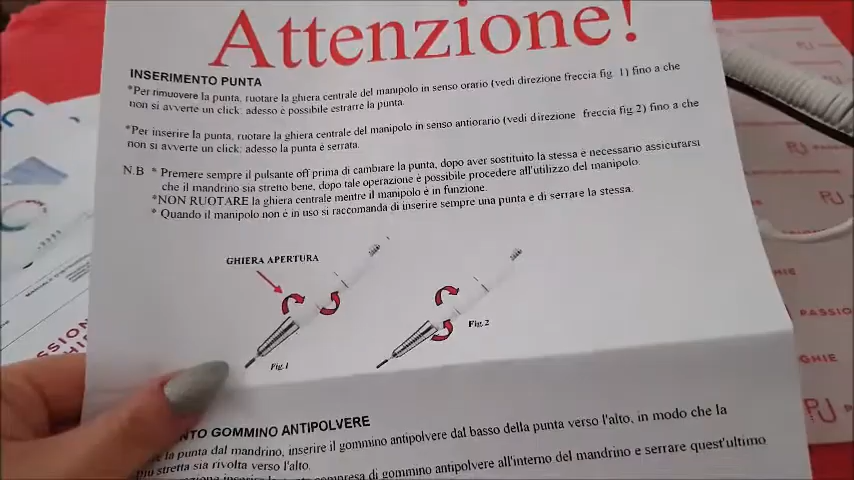 Attenzione!
INSERIMENTO PUNTA
*Per rimuovere la punta, ruotare la ghiera centrale del manipolo in senso orario (vedi direzione freccia fig. 1) fino a che
non si avverte un click: adesso è possibile estrarre la punta.
*Per inserire la punta, ruotare la ghiera centrale del manipolo in senso antiorario (vedi direzione freccia fig.2) fino a che
non si avverte un click: adesso la punta è serrata.
N.B * Premere sempre il pulsante off prima di cambiare la punta, dopo aver sostituito la stessa è necessario assicurarsi
che il mandrino sia stretto bene, dopo tale operazione è possibile procedere all'utilizzo del manipolo.
*NON RUOTARE la ghiera centrale mentre il manipolo è in funzione.
* Quando il manipolo non è in uso si raccomanda di inserire sempre una punta e di serrare la stessa.
GHIERA APERTURA
Fig.1
Fig.2
GOMMINO ANTIPOLVERE
la punta dal mandrino, inserire il gommino antipolvere dal basso della punta verso l'alto, in modo che la
più stretta sia rivolta verso l'alto.
di gommino antipolvere all'interno del mandrino e serrare quest'ultimo
PASSIO
GHIE
PJ